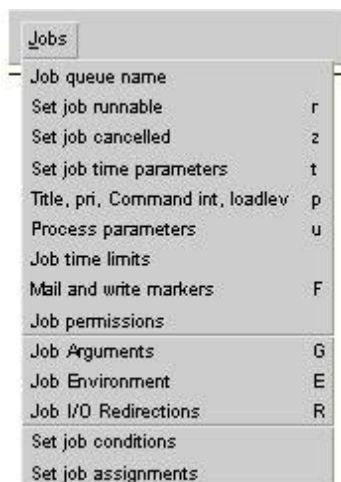 Jobs
Job queue name
Set job runnable r
Set job cancelled z
Set job time parameters t
Title, pri, Command int, loadlev p
Process parameters u
Job time limits
Mail and write markers F
Job permissions
Job Arguments G
Job Environment E
Job I/O Redirections R
Set job conditions
Set job assignments